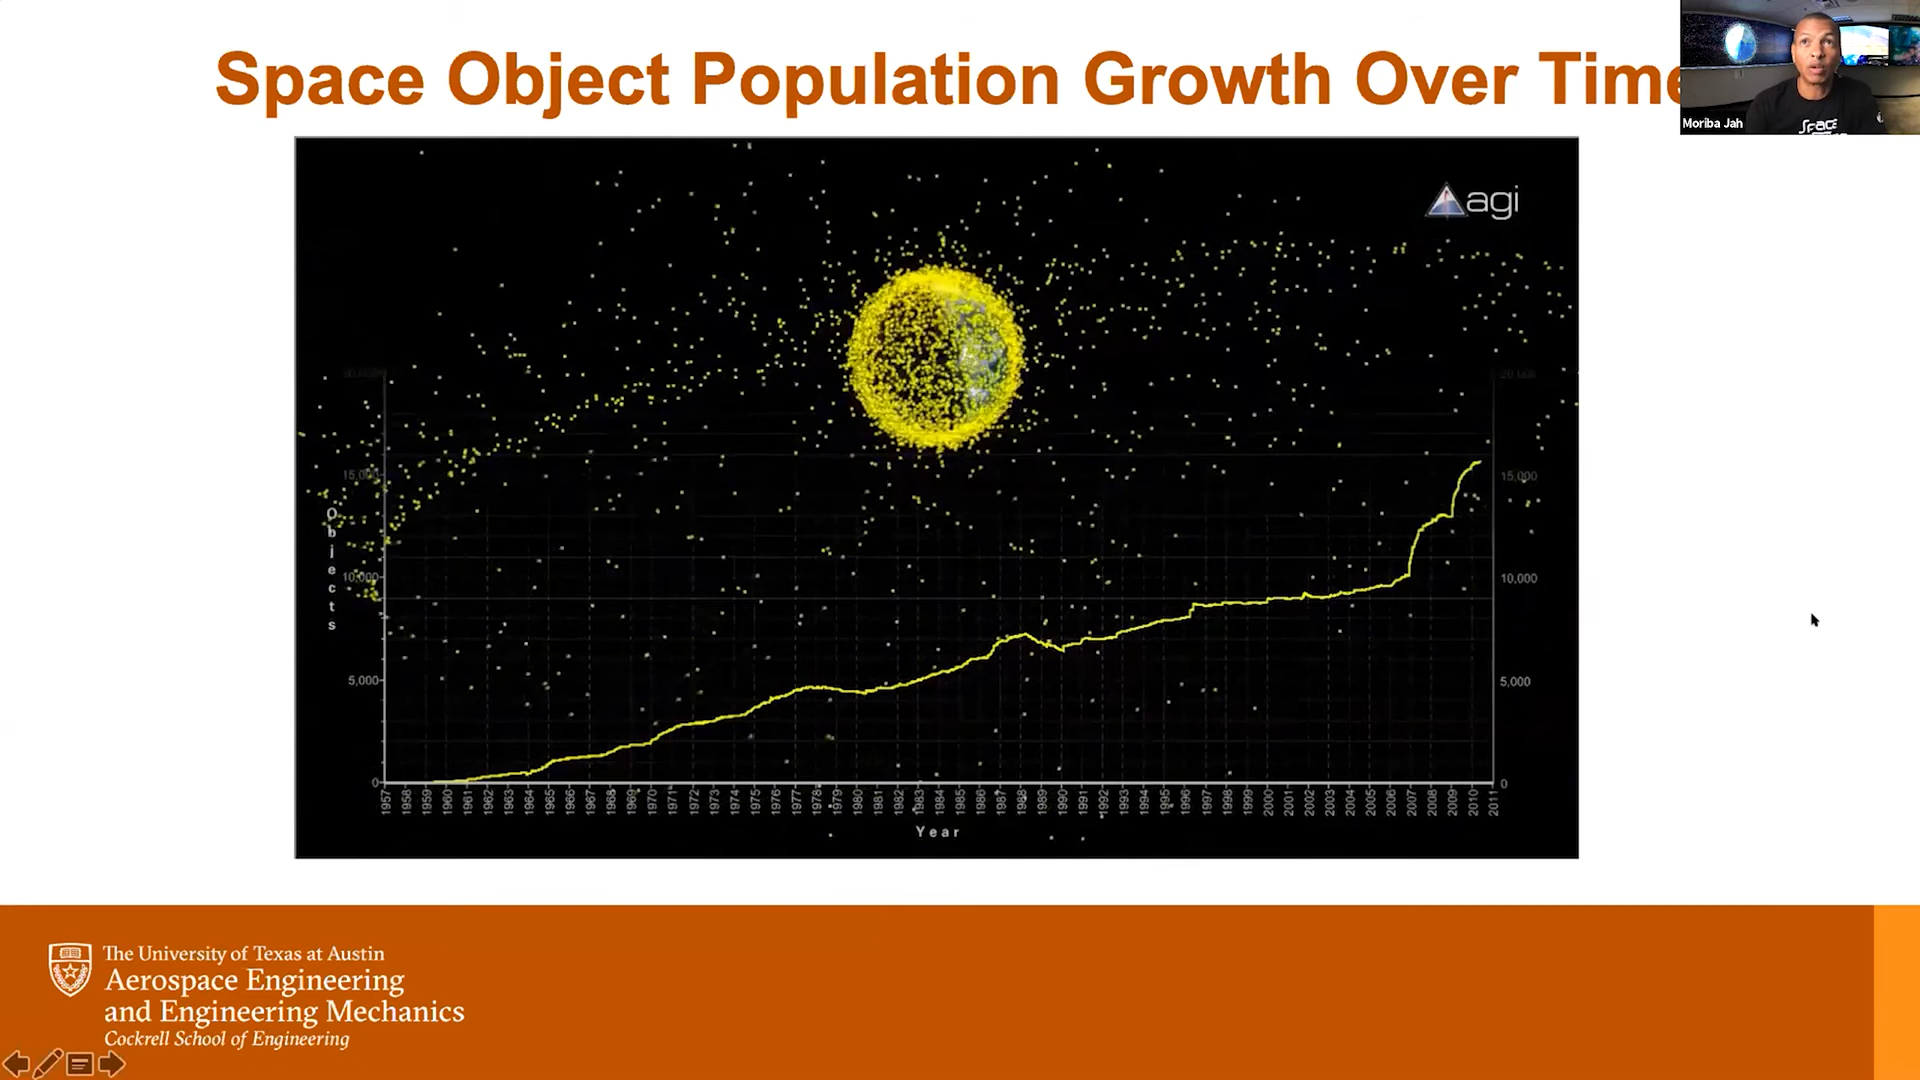 Space Object Population Growth Over Time
Moriba Jah
Space
agi
15,000
10,000
5,000
0
Objects
15,000
10,000
5,000
0
1957 1958 1959 1960 1961 1962 1963 1964 1965 1966 1967 1968 1969 1970 1971 1972 1973 1974 1975 1976 1977 1978 1979 1980 1981 1982 1983 1984 1985 1986 1987 1988 1989 1990 1991 1992 1993 1994 1995 1996 1997 1998 1999 2000 2001 2002 2003 2004 2005 2006 2007 2008 2009 2010 2011
Year
The University of Texas at Austin
Aerospace Engineering
and Engineering Mechanics
Cockrell School of Engineering